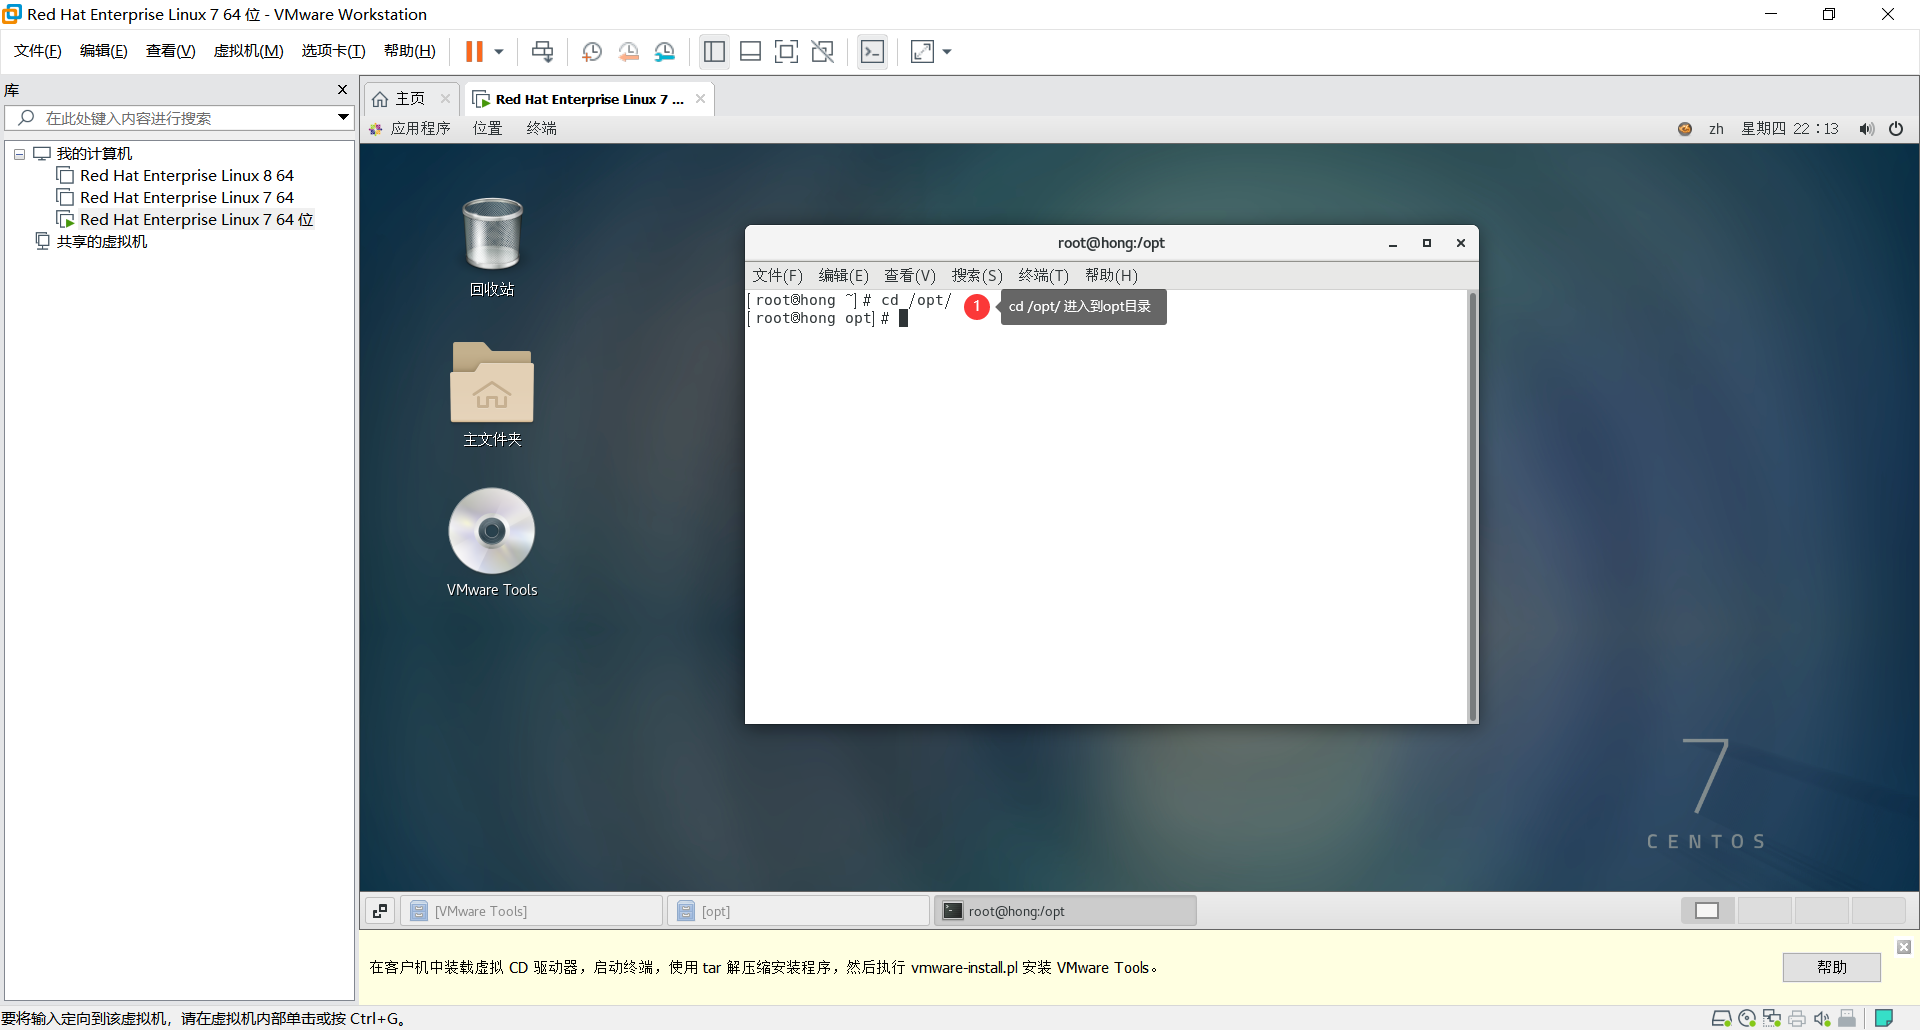 Red Hat Enterprise Linux 7 64 位 - VMware Workstation
文件(F) 编辑(E) 查看(V) 虚拟机(M) 选项卡(T) 帮助(H)
库
在此处键入内容进行搜索
我的计算机
Red Hat Enterprise Linux 8 64
Red Hat Enterprise Linux 7 64
Red Hat Enterprise Linux 7 64 位
共享的虚拟机
主页
Red Hat Enterprise Linux 7 ...
应用程序 位置 终端
zh 星期四 22:13
回收站
主文件夹
VMware Tools
root@hong:/opt
文件(F) 编辑(E) 查看(V) 搜索(S) 终端(T) 帮助(H)
[root@hong ~]# cd /opt/
[root@hong opt]#
1 cd /opt/ 进入到opt目录
7
CENTOS
[VMware Tools]
[opt]
root@hong:/opt
在客户机中装载虚拟 CD 驱动器，启动终端，使用 tar 解压缩安装程序，然后执行 vmware-install.pl 安装 VMware Tools。
帮助
要将输入定向到该虚拟机，请在虚拟机内部单击或按 Ctrl+G。